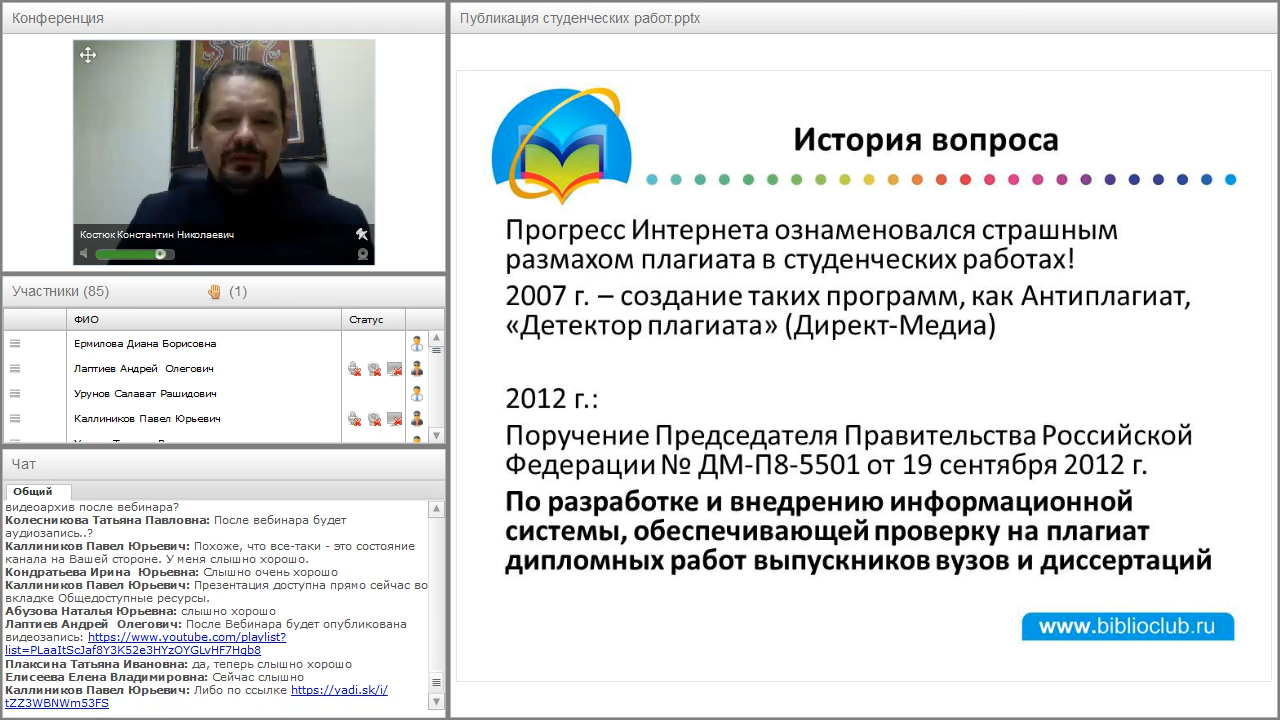 Конференция
Костюк Константин Николаевич
Участники (85)
(1)
ФИО
Статус
Ермилова Диана Борисовна
Лаптиев Андрей Олегович
Урунов Салават Рашидович
Каллиников Павел Юрьевич
Чат
Общий
видеоархив после вебинара?
Колесникова Татьяна Павловна: После вебинара будет
аудиозапись..?
Каллиников Павел Юрьевич: Похоже, что все-таки - это состояние
канала на Вашей стороне. У меня слышно хорошо.
Кондратьева Ирина Юрьевна: Слышно очень хорошо
Каллиников Павел Юрьевич: Презентация доступна прямо сейчас во
вкладке Общедоступные ресурсы.
Абузова Наталья Юрьевна: слышно хорошо
Лаптиев Андрей Олегович: После Вебинара будет опубликована
видеозапись: https://www.youtube.com/playlist?
list=PLaaItScJaf8Y3K52e3HYzOYGLvHF7Hqb8
Плаксина Татьяна Ивановна: да, теперь слышно хорошо
Елисеева Елена Владимировна: Сейчас слышно
Каллиников Павел Юрьевич: Либо по ссылке https://yadi.sk/i/
tZZ3WBNWm53FS
Публикация студенческих работ.pptx
История вопроса
Прогресс Интернета ознаменовался страшным
размахом плагиата в студенческих работах!
2007 г. – создание таких программ, как Антиплагиат,
«Детектор плагиата» (Директ-Медиа)
2012 г.:
Поручение Председателя Правительства Российской
Федерации № ДМ-П8-5501 от 19 сентября 2012 г.
По разработке и внедрению информационной
системы, обеспечивающей проверку на плагиат
дипломных работ выпускников вузов и диссертаций
www.biblioclub.ru